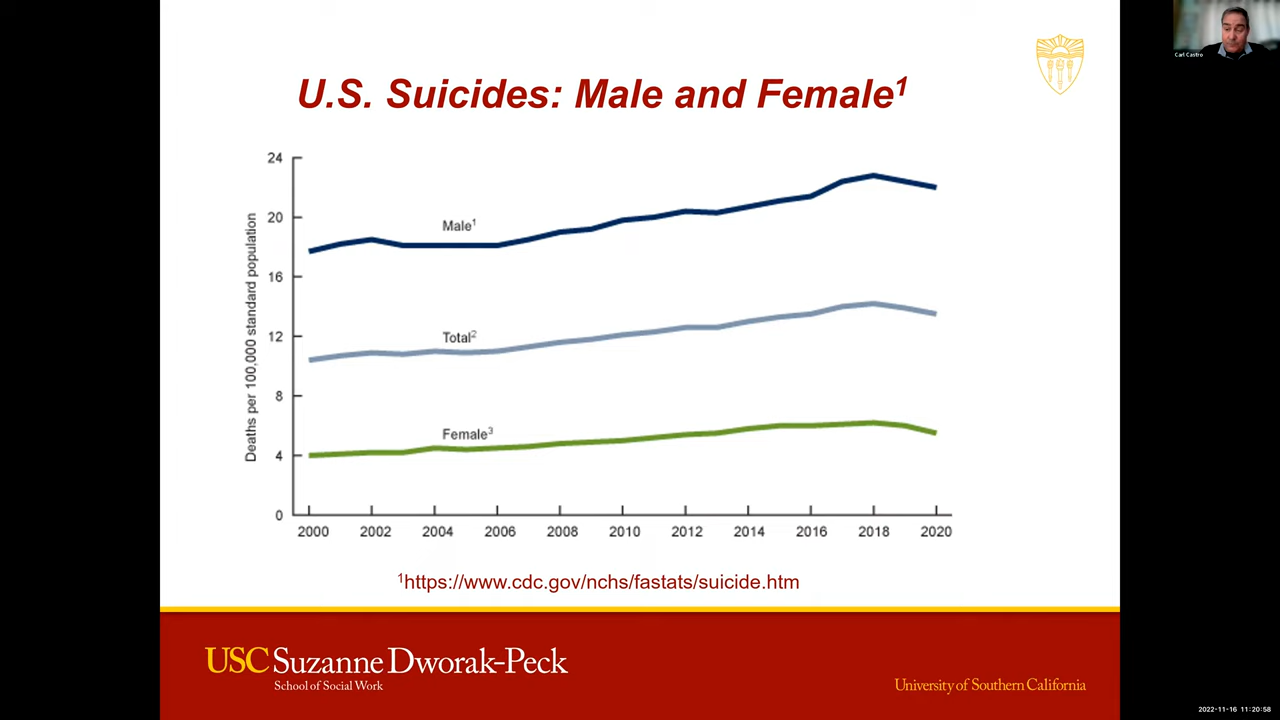 Carl Castro
U.S. Suicides: Male and Female¹
24
20
16
12
8
4
0
Deaths per 100,000 standard population
Male¹
Total²
Female³
2000 2002 2004 2006 2008 2010 2012 2014 2016 2018 2020
¹https://www.cdc.gov/nchs/fastats/suicide.htm
USC Suzanne Dworak-Peck
School of Social Work
University of Southern California
2022-11-16 11:20:58